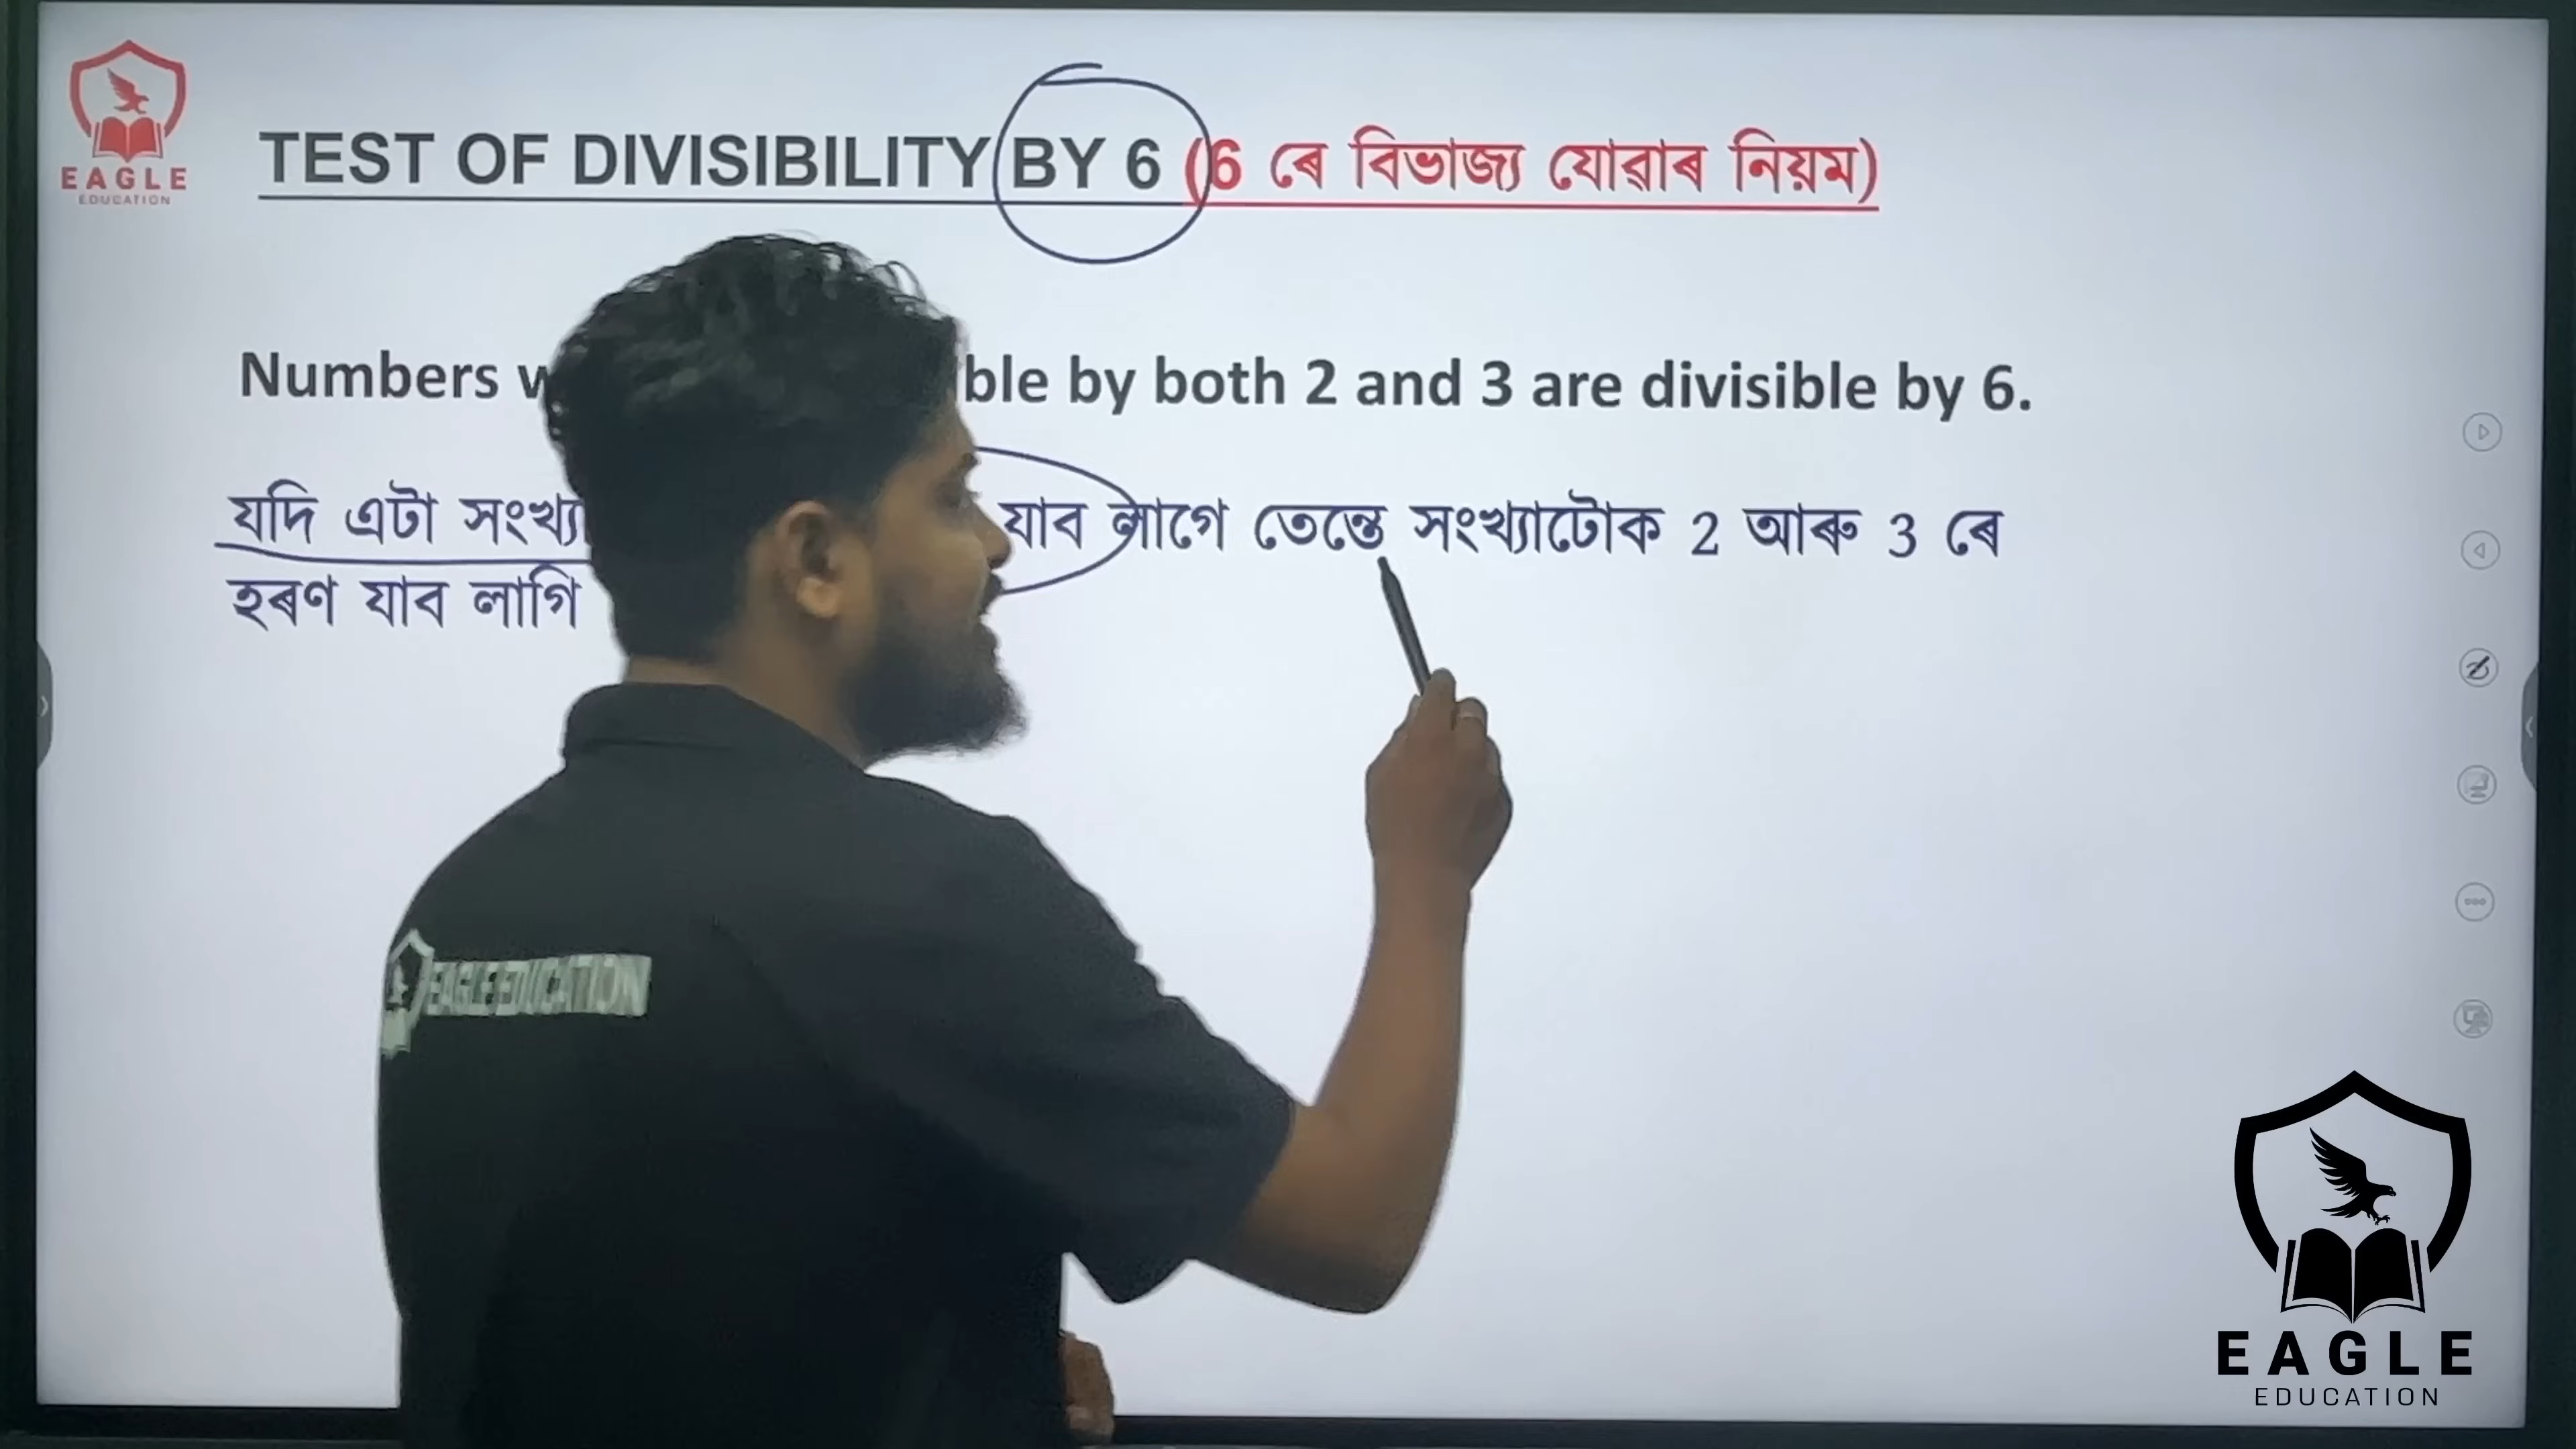 EAGLE
EDUCATION
TEST OF DIVISIBILITY BY 6 (6 ৰে বিভাজ্য যোৱাৰ নিয়ম)
Numbers by both 2 and 3 are divisible by 6.
যদি এটা যাব লাগে তেন্তে সংখ্যাটোক 2 আৰু 3 ৰে
হৰণ যাব লাগি
EAGLE EDUCATION
EAGLE
EDUCATION